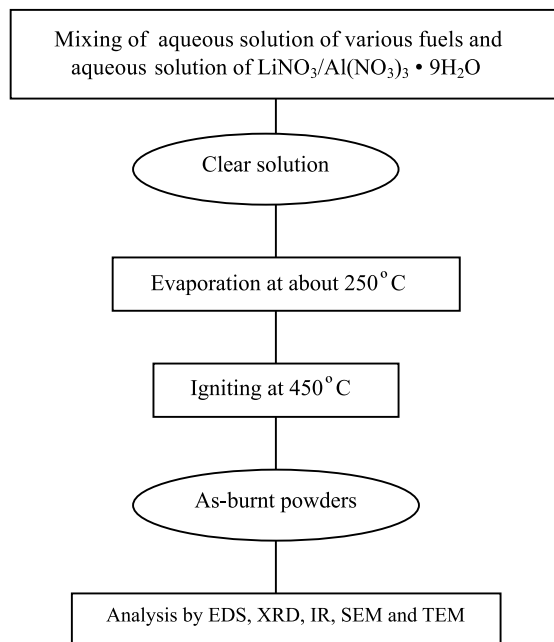 Mixing of aqueous solution of various fuels and
aqueous solution of LiNO₃/Al(NO₃)₃ • 9H₂O
Clear solution
Evaporation at about 250°C
Igniting at 450°C
As-burnt powders
Analysis by EDS, XRD, IR, SEM and TEM